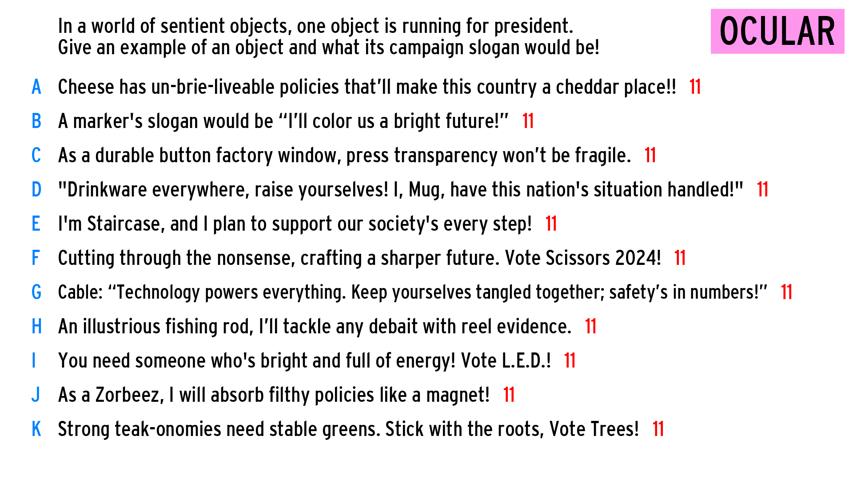 In a world of sentient objects, one object is running for president.
Give an example of an object and what its campaign slogan would be!
OCULAR
A Cheese has un-brie-liveable policies that'll make this country a cheddar place!! 11
B A marker's slogan would be “I'll color us a bright future!” 11
C As a durable button factory window, press transparency won't be fragile. 11
D "Drinkware everywhere, raise yourselves! I, Mug, have this nation's situation handled!" 11
E I'm Staircase, and I plan to support our society's every step! 11
F Cutting through the nonsense, crafting a sharper future. Vote Scissors 2024! 11
G Cable: “Technology powers everything. Keep yourselves tangled together; safety's in numbers!” 11
H An illustrious fishing rod, I'll tackle any debait with reel evidence. 11
I You need someone who's bright and full of energy! Vote L.E.D.! 11
J As a Zorbeez, I will absorb filthy policies like a magnet! 11
K Strong teak-onomies need stable greens. Stick with the roots, Vote Trees! 11